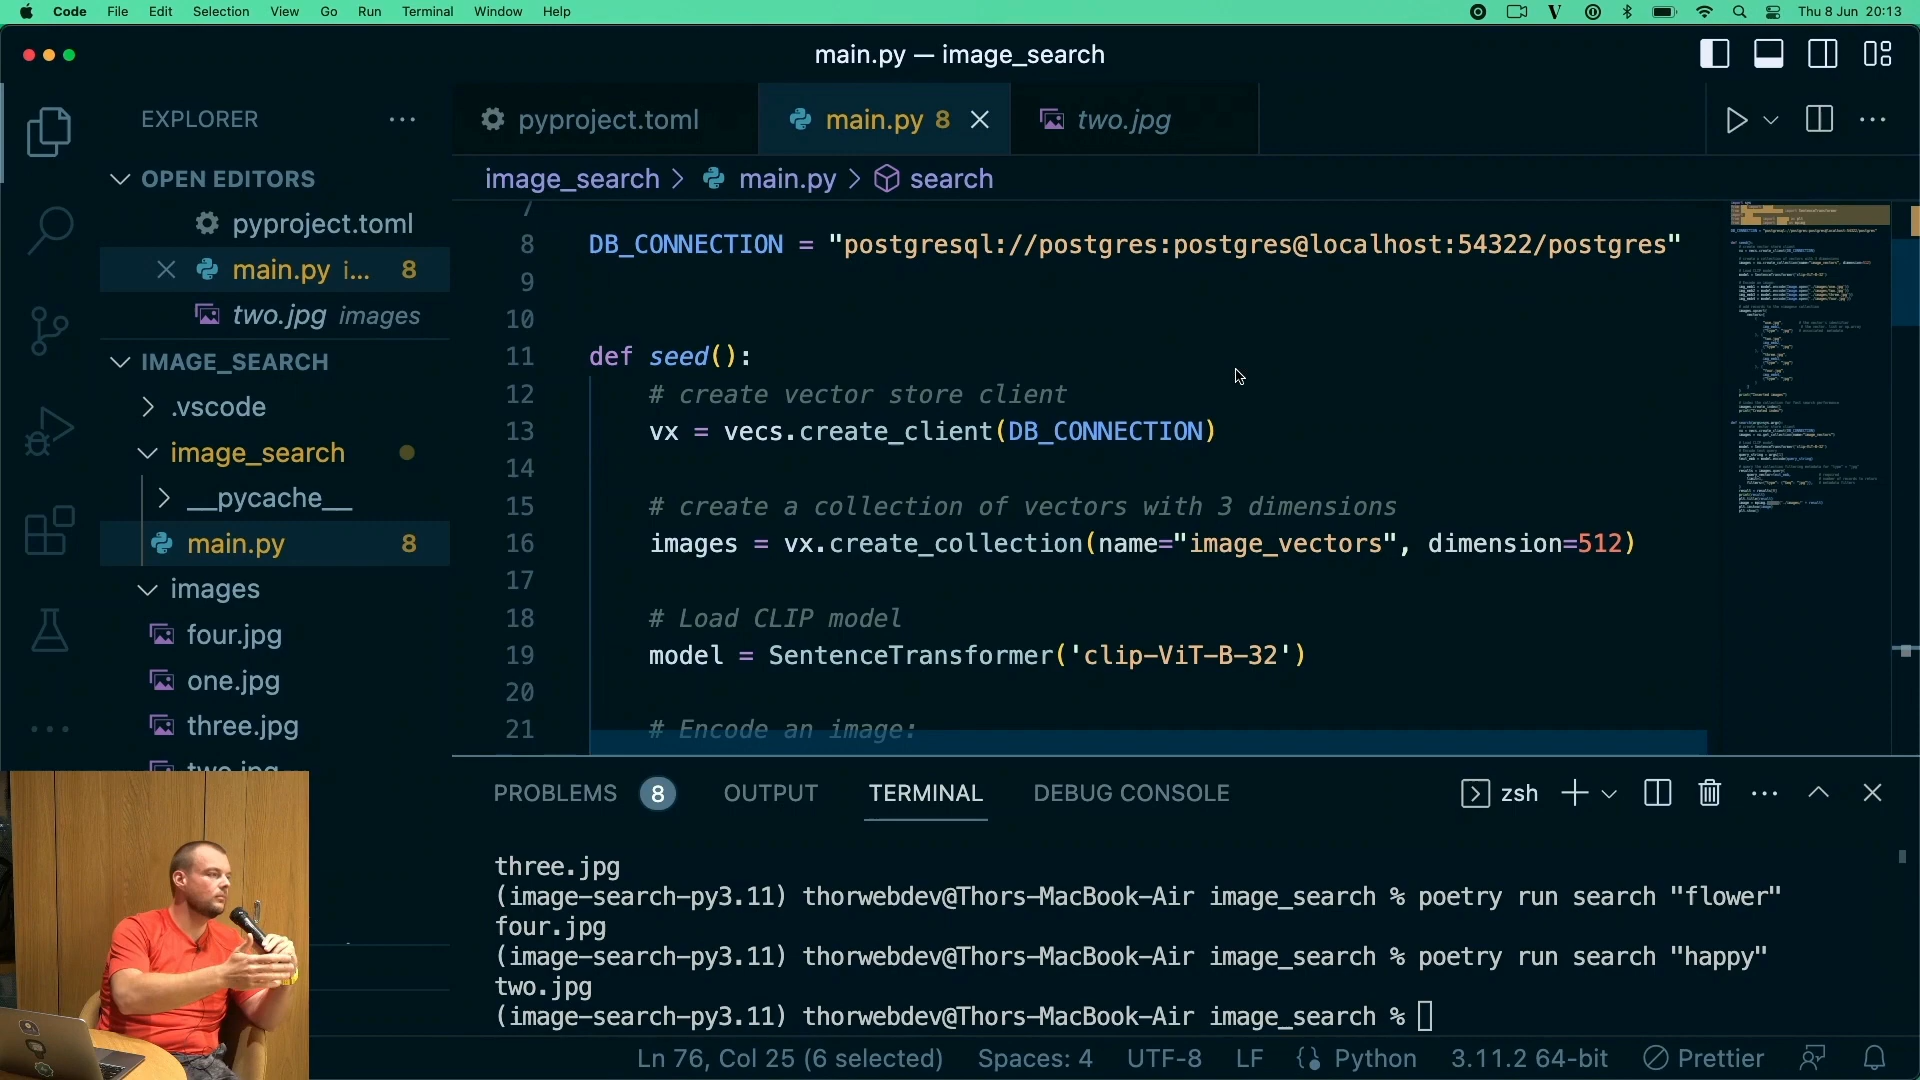 Code File Edit Selection View Go Run Terminal Window Help
Thu 8 Jun 20:13
main.py — image_search
EXPLORER
pyproject.toml
main.py 8
two.jpg
OPEN EDITORS
pyproject.toml
main.py i... 8
two.jpg images
IMAGE_SEARCH
.vscode
image_search
__pycache__
main.py 8
images
four.jpg
one.jpg
three.jpg
two.jpg
image_search > main.py > search
7
8 DB_CONNECTION = "postgresql://postgres:postgres@localhost:54322/postgres"
9
10
11 def seed():
12 # create vector store client
13 vx = vecs.create_client(DB_CONNECTION)
14
15 # create a collection of vectors with 3 dimensions
16 images = vx.create_collection(name="image_vectors", dimension=512)
17
18 # Load CLIP model
19 model = SentenceTransformer('clip-ViT-B-32')
20
21 # Encode an image:
PROBLEMS 8 OUTPUT TERMINAL DEBUG CONSOLE
zsh
three.jpg
(image-search-py3.11) thorwebdev@Thors-MacBook-Air image_search % poetry run search "flower"
four.jpg
(image-search-py3.11) thorwebdev@Thors-MacBook-Air image_search % poetry run search "happy"
two.jpg
(image-search-py3.11) thorwebdev@Thors-MacBook-Air image_search %
Ln 76, Col 25 (6 selected) Spaces: 4 UTF-8 LF Python 3.11.2 64-bit Prettier